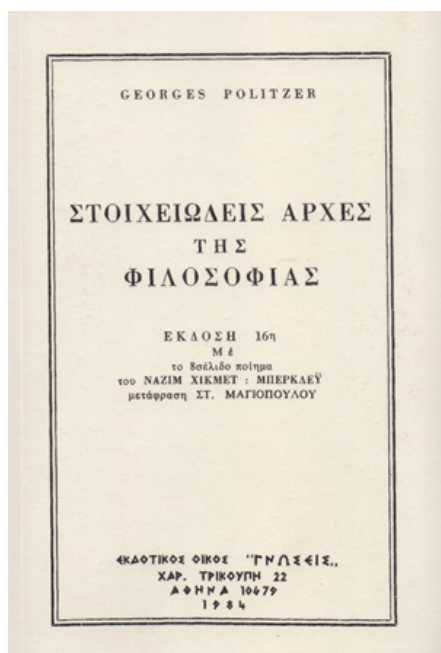 GEORGES POLITZER
ΣΤΟΙΧΕΙΩΔΕΙΣ ΑΡΧΕΣ
ΤΗΣ
ΦΙΛΟΣΟΦΙΑΣ
ΕΚΔΟΣΗ 16η
Μέ
το 8σέλιδο ποίημα
του ΝΑΖΙΜ ΧΙΚΜΕΤ : ΜΠΕΡΚΛΕΫ
μετάφραση ΣΤ. ΜΑΓΙΟΠΟΥΛΟΥ
ΕΚΔΟΤΙΚΟΣ ΟΙΚΟΣ "ΓΝΩΣΕΙΣ,,
ΧΑΡ. ΤΡΙΚΟΥΠΗ 22
ΑΘΗΝΑ 10679
1984